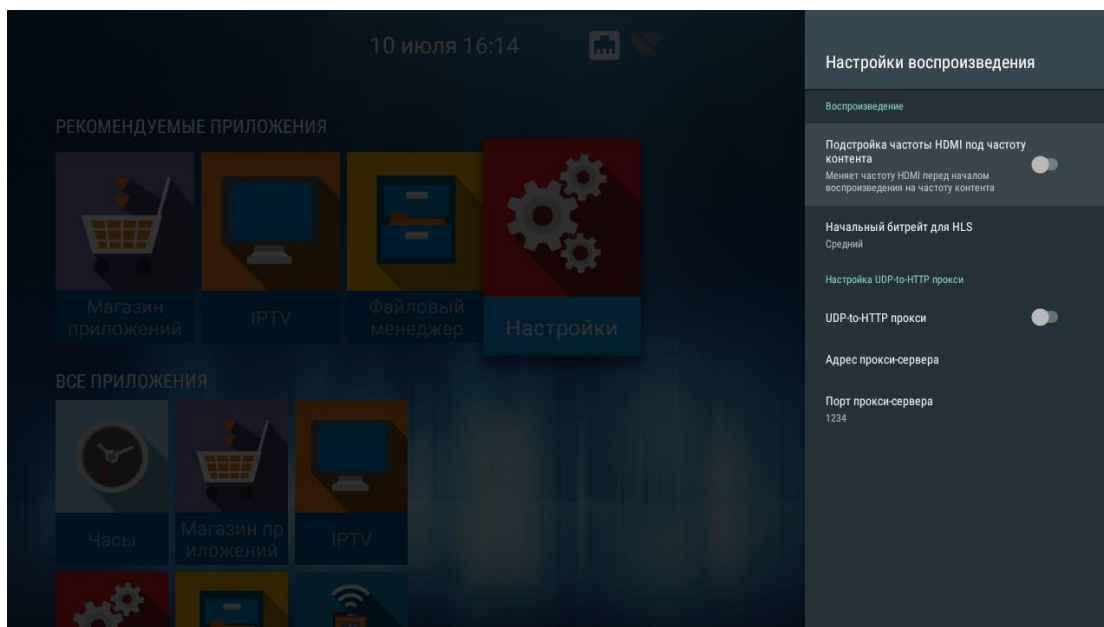 10 июля 16:14
РЕКОМЕНДУЕМЫЕ ПРИЛОЖЕНИЯ
Магазин
приложений
IPTV
Файловый
менеджер
Настройки
ВСЕ ПРИЛОЖЕНИЯ
Часы
Магазин пр
иложений
IPTV
Настройки воспроизведения
Воспроизведение
Подстройка частоты HDMI под частоту
контента
Меняет частоту HDMI перед началом
воспроизведения на частоту контента
Начальный битрейт для HLS
Средний
Настройка UDP-to-HTTP прокси
UDP-to-HTTP прокси
Адрес прокси-сервера
Порт прокси-сервера
1234